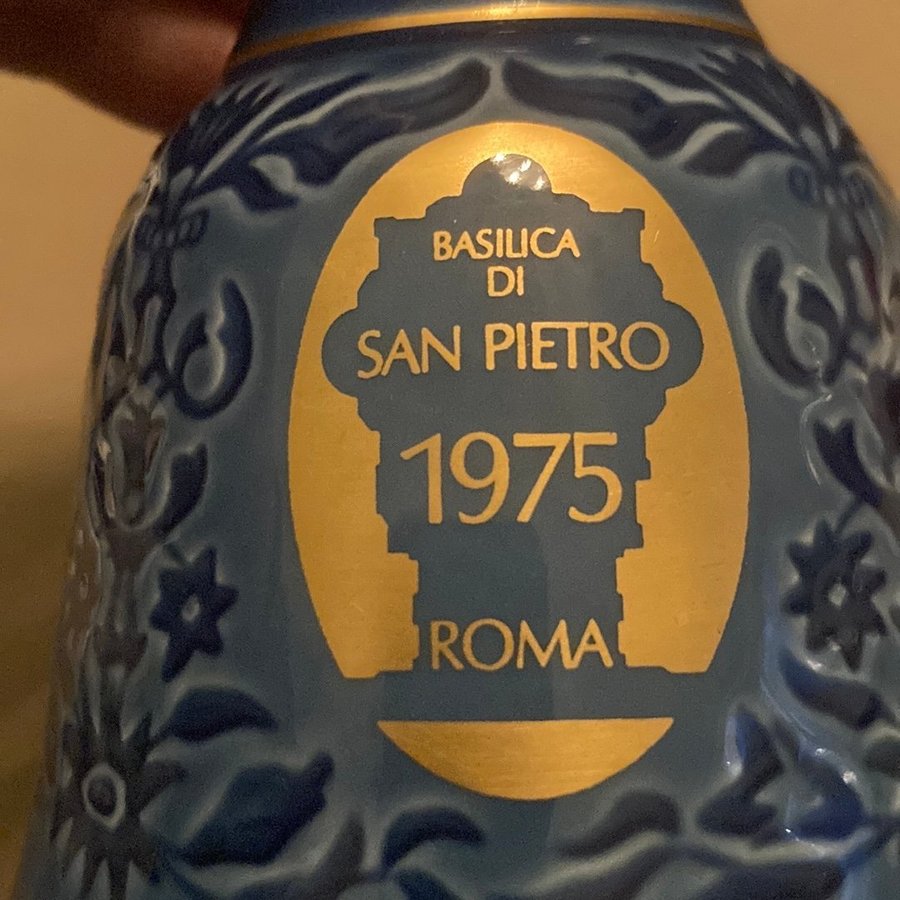 BASILICA
DI
SAN PIETRO
1975
ROMA